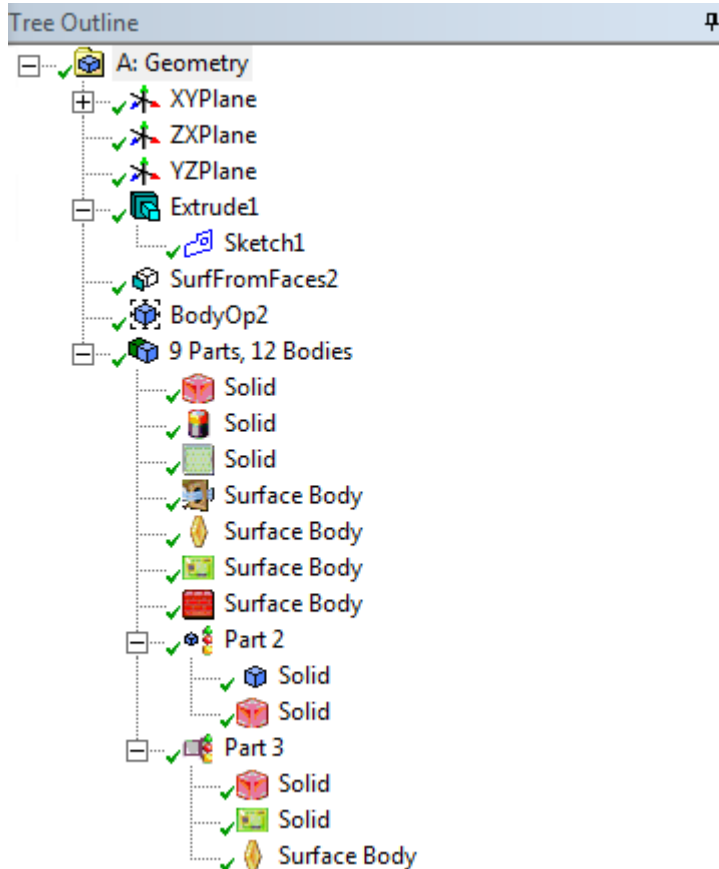 Tree Outline
A: Geometry
XYPlane
ZXPlane
YZPlane
Extrude1
Sketch1
SurfFromFaces2
BodyOp2
9 Parts, 12 Bodies
Solid
Solid
Solid
Surface Body
Surface Body
Surface Body
Surface Body
Part 2
Solid
Solid
Part 3
Solid
Solid
Surface Body